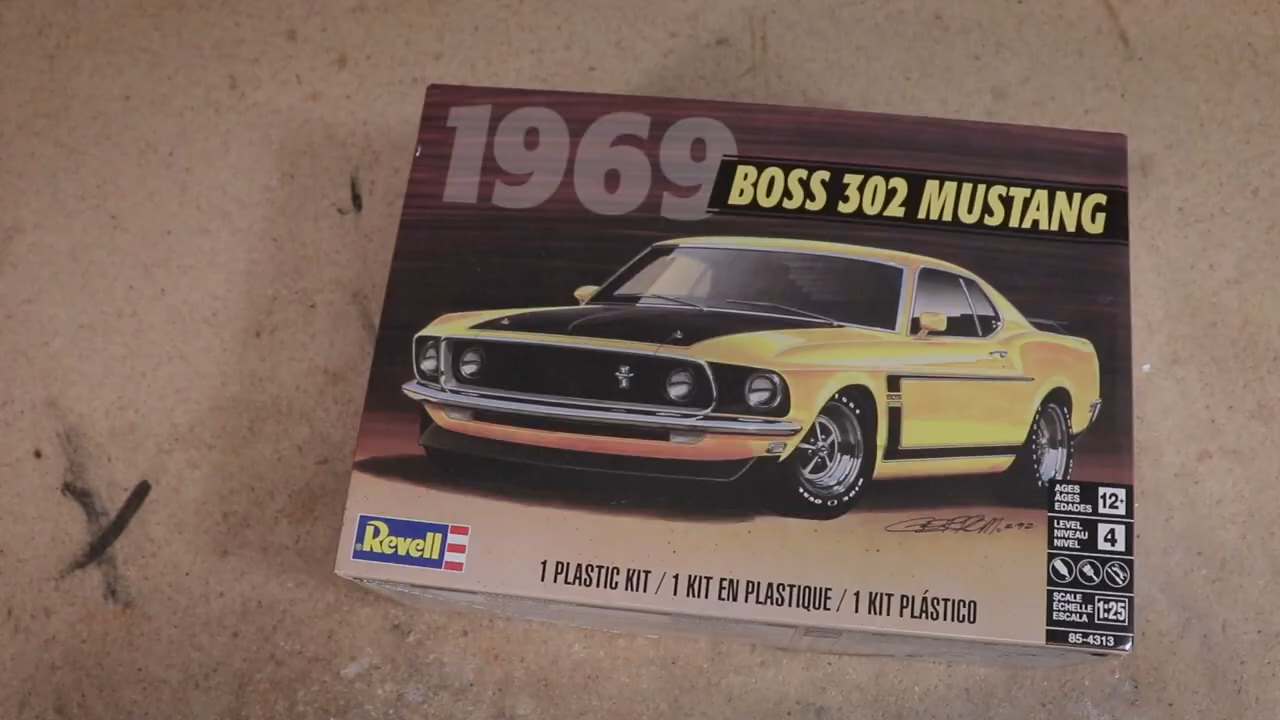 1969
BOSS 302 MUSTANG
Revell
1 PLASTIC KIT / 1 KIT EN PLASTIQUE / 1 KIT PLÁSTICO
AGES
ÂGES
EDADES
12+
LEVEL
NIVEAU
NIVEL
4
SCALE
ÉCHELLE
ESCALA
1:25
85-4313